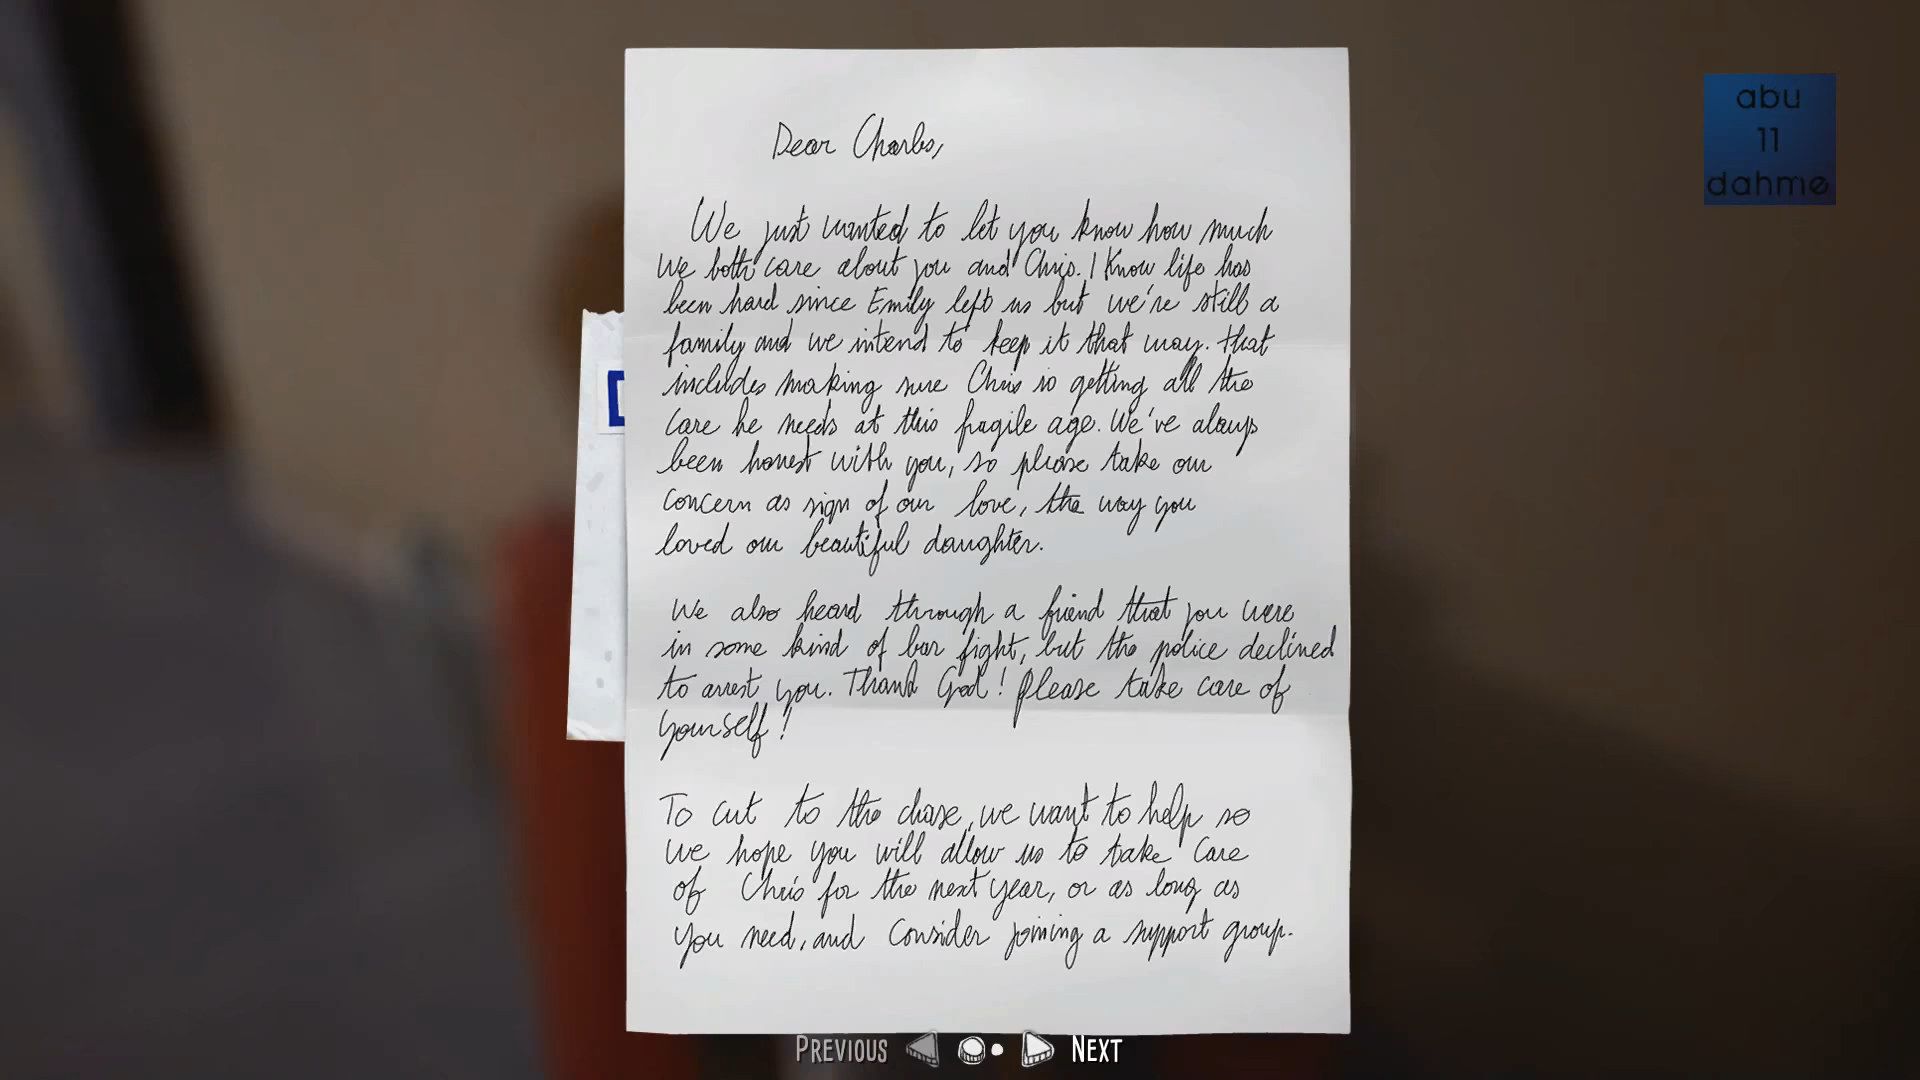 abu
11
dahme
Dear Charles,
We just wanted to let you know how much
we both care about you and Chris. I know life has
been hard since Emily left us but we're still a
family and we intend to keep it that way. that
includes making sure Chris is getting all the
care he needs at this fragile age. We've always
been honest with you, so please take our
concern as sign of our love, the way you
loved our beautiful daughter.
We also heard through a friend that you were
in some kind of bar fight, but the police declined
to arrest you. Thank God! please take care of
yourself!
To cut to the chase, we want to help so
we hope you will allow us to take care
of Chris for the next year, or as long as
you need, and consider joining a support group.
PREVIOUS NEXT